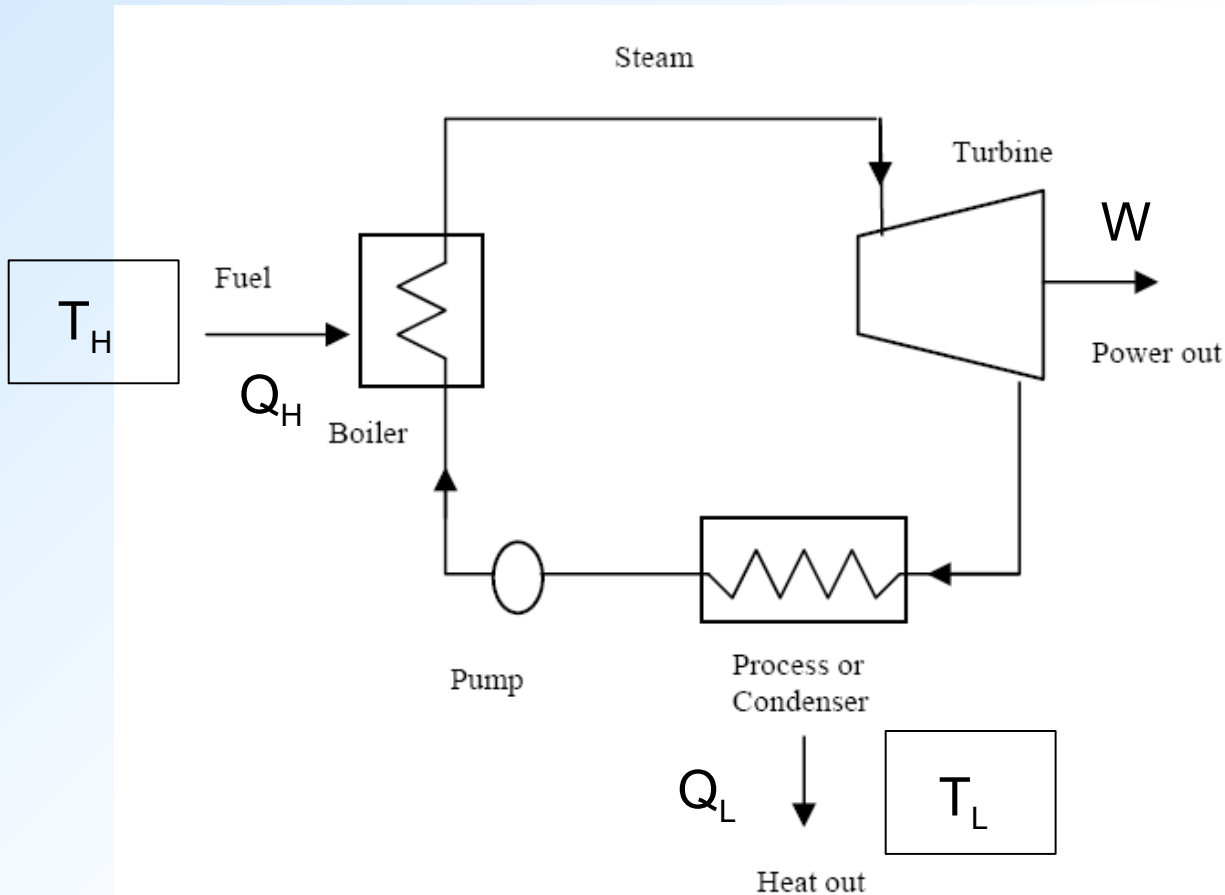 Steam
Turbine
W
Fuel
T_H
Power out
Q_H
Boiler
Process or
Condenser
Pump
Q_L
T_L
Heat out